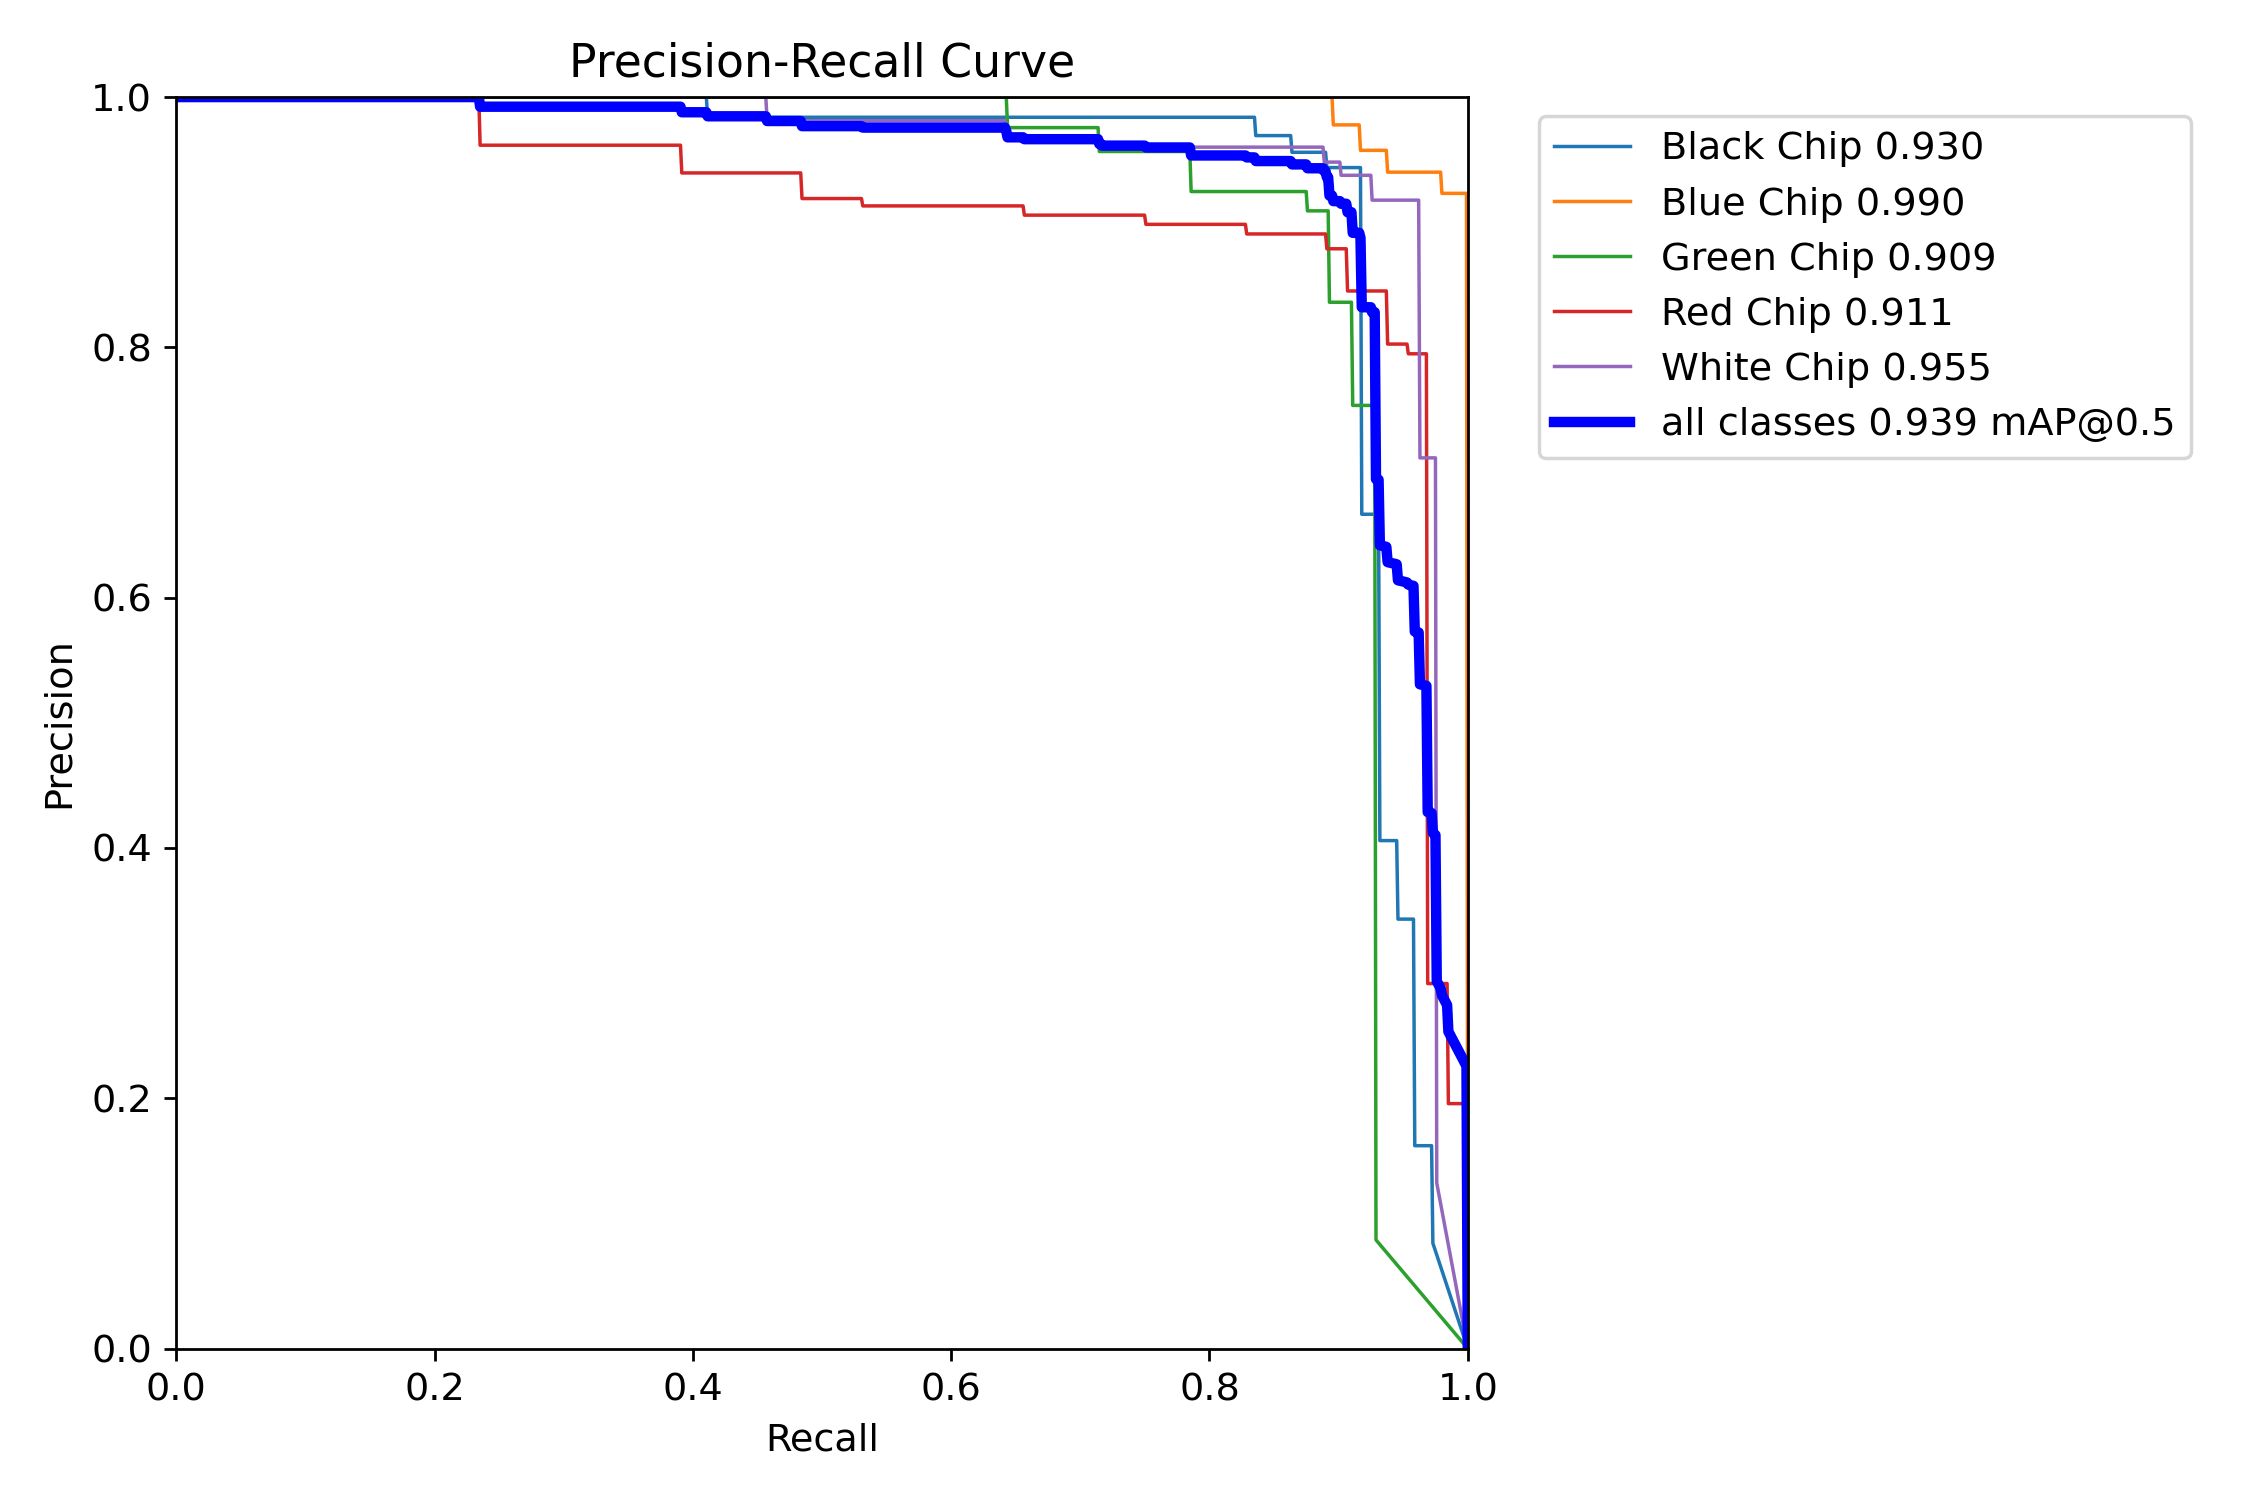 Precision-Recall Curve
1.0
0.8
0.6
0.4
0.2
0.0
Precision
0.0 0.2 0.4 0.6 0.8 1.0
Recall
Black Chip 0.930
Blue Chip 0.990
Green Chip 0.909
Red Chip 0.911
White Chip 0.955
all classes 0.939 mAP@0.5